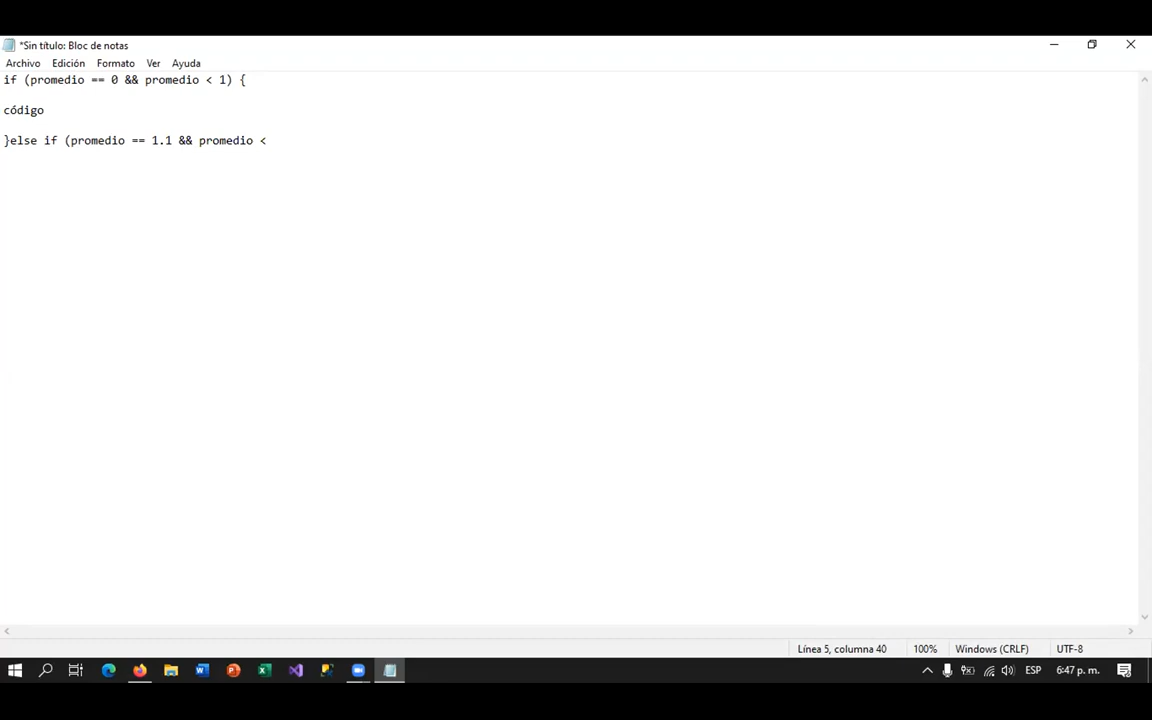 *Sin título: Bloc de notas
Archivo Edición Formato Ver Ayuda
if (promedio == 0 && promedio < 1) {
código
}else if (promedio == 1.1 && promedio <
Línea 5, columna 40 100% Windows (CRLF) UTF-8
ESP 6:47 p. m.